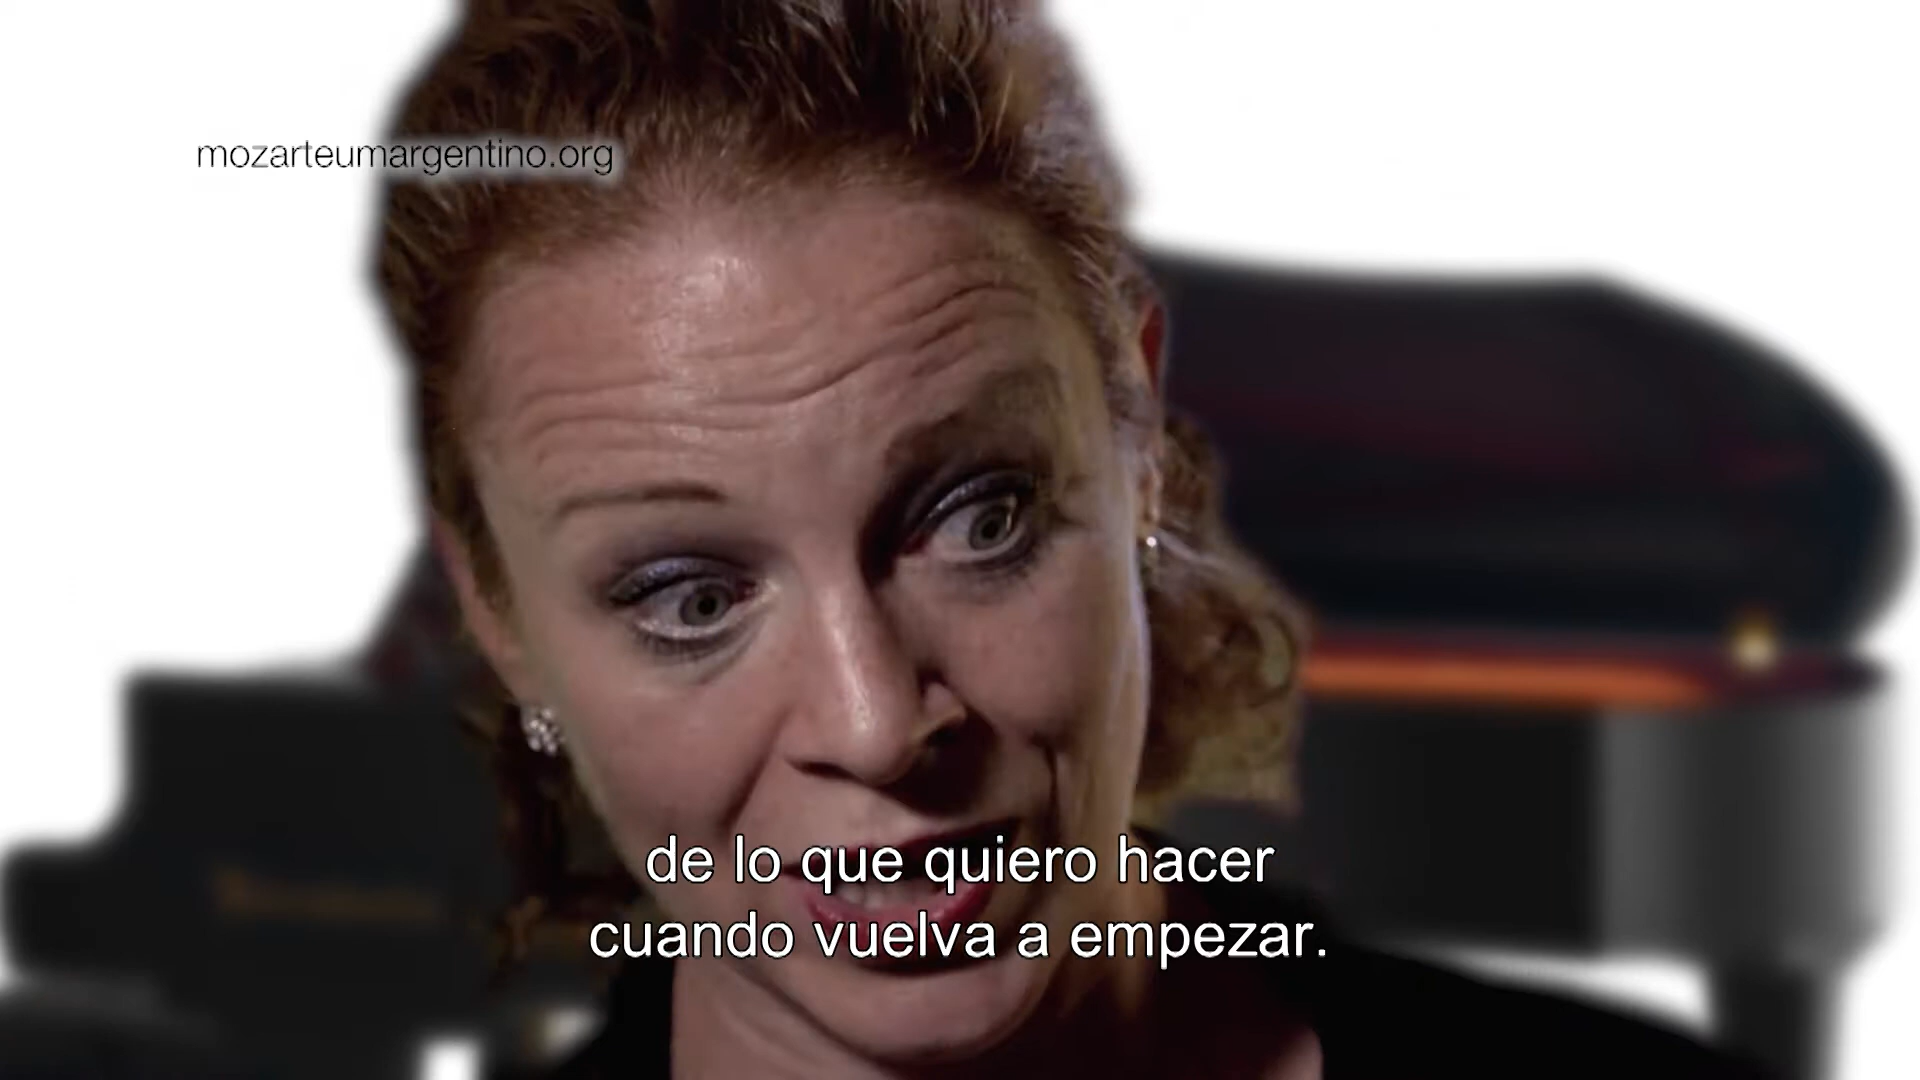 mozarteumargentino.org
de lo que quiero hacer
cuando vuelva a empezar.